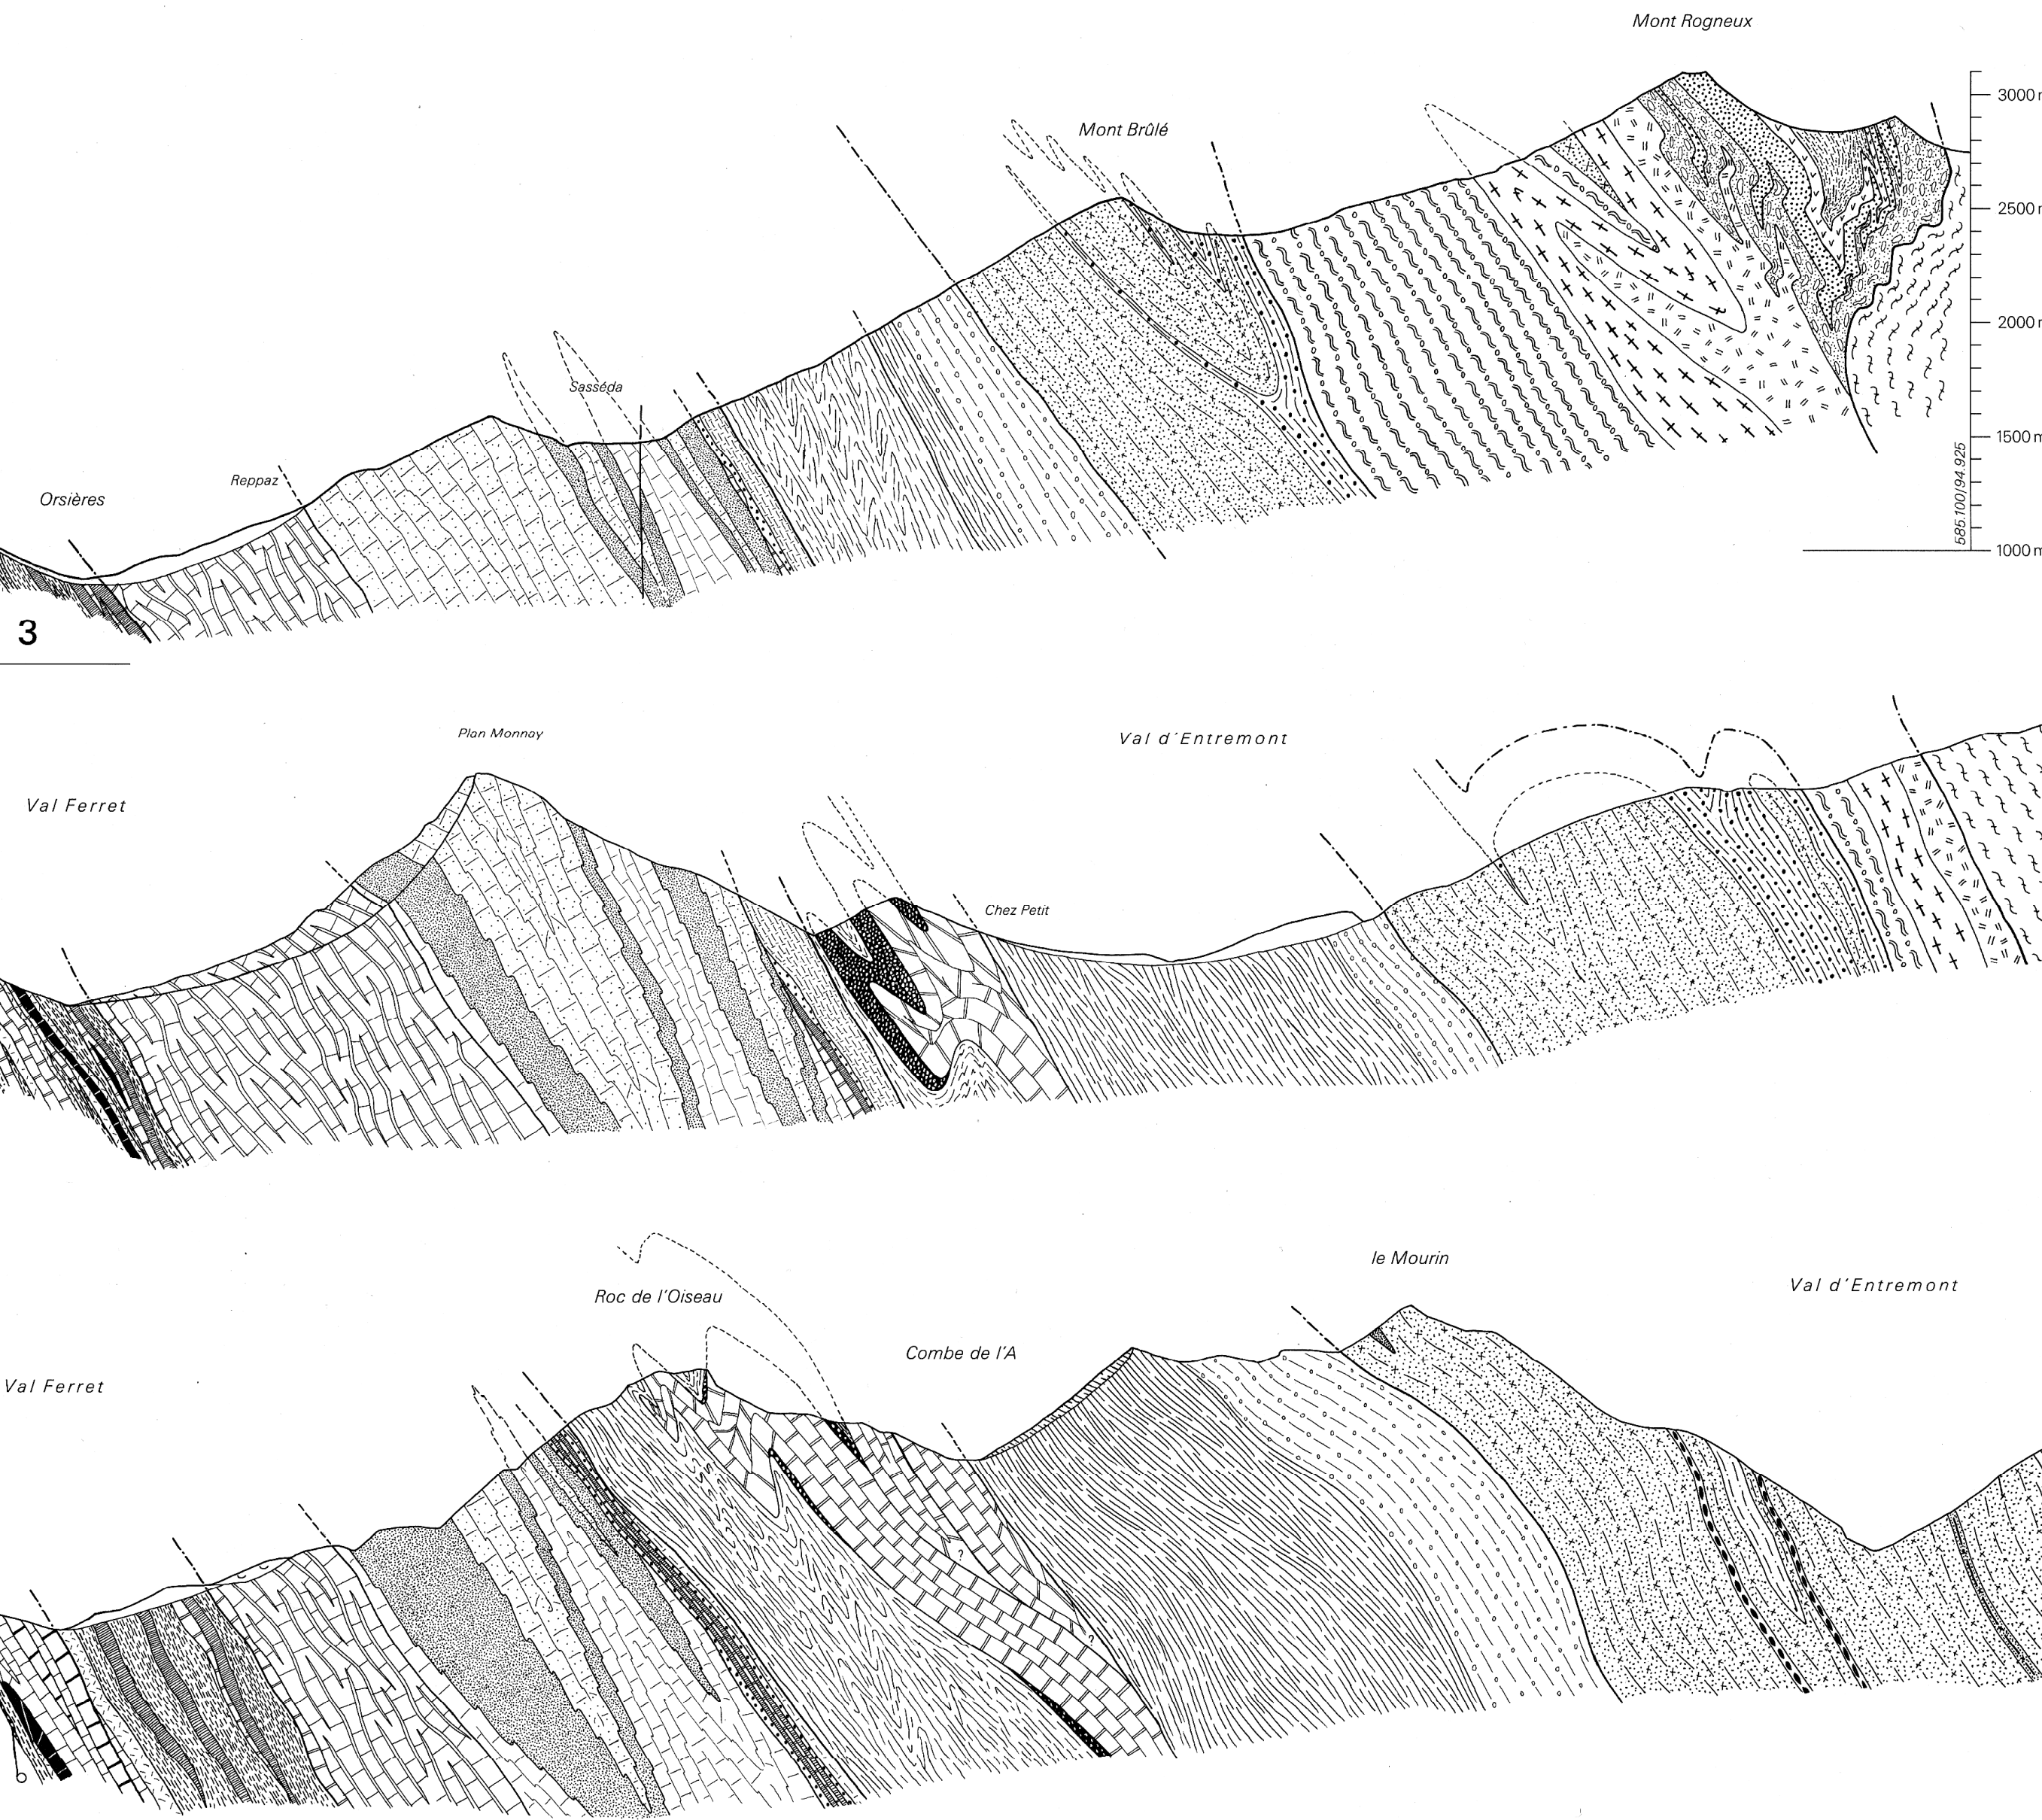 Mont Rogneux
3000 m
Mont Brûlé
2500 m
2000 m
Sasséda
1500 m
Reppaz
Orsières
585.100/94.925
1000 m
3
Plan Monnay
Val d'Entremont
Val Ferret
Chez Petit
le Mourin
Val d'Entremont
Roc de l'Oiseau
Combe de l'A
Val Ferret
?
?